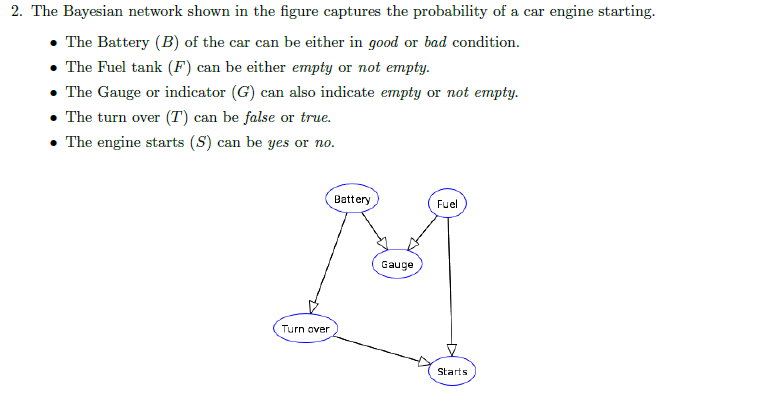 2. The Bayesian network shown in the figure captures the probability of a car engine starting.
• The Battery (B) of the car can be either in good or bad condition.
• The Fuel tank (F) can be either empty or not empty.
• The Gauge or indicator (G) can also indicate empty or not empty.
• The turn over (T) can be false or true.
• The engine starts (S) can be yes or no.
Battery
Fuel
Gauge
Turn over
Starts